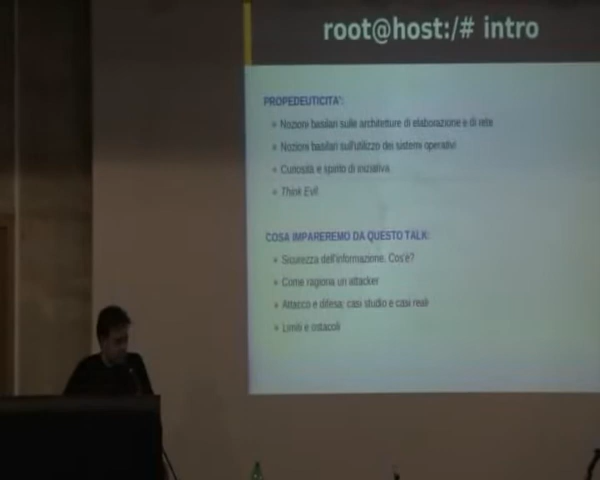 root@host:/# intro
PROPEDEUTICITA':
Nozioni basilari sulle architetture di elaborazione e di rete
Nozioni basilari sull'utilizzo dei sistemi operativi
Curiosità e spirito di iniziativa
Think Evil
COSA IMPAREREMO DA QUESTO TALK:
Sicurezza dell'informazione. Cos'è?
Come ragiona un attacker
Attacco e difesa: casi studio e casi reali
Limiti e ostacoli